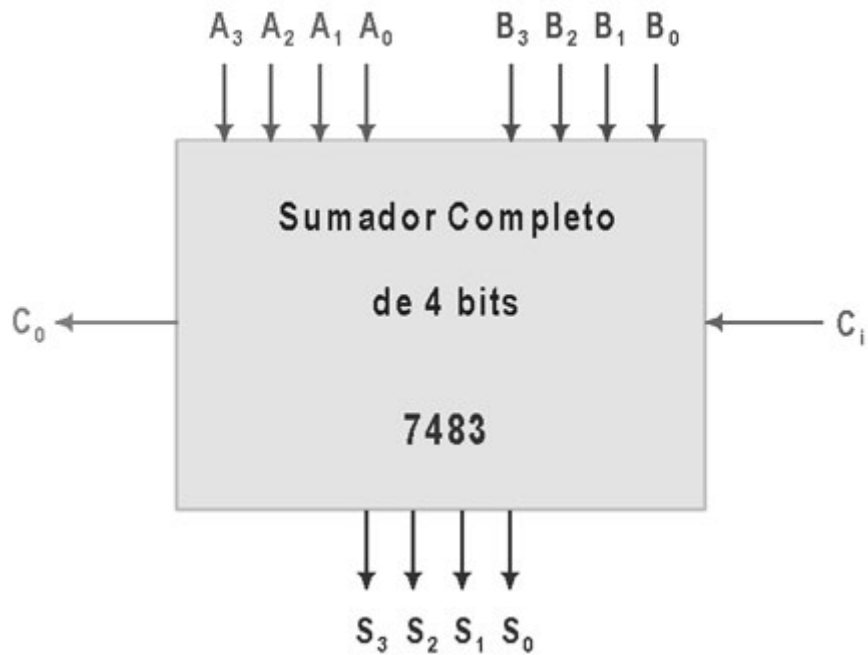 A₃ A₂ A₁ A₀ B₃ B₂ B₁ B₀
Sumador Completo
de 4 bits
C₀ Cᵢ
7483
S₃ S₂ S₁ S₀